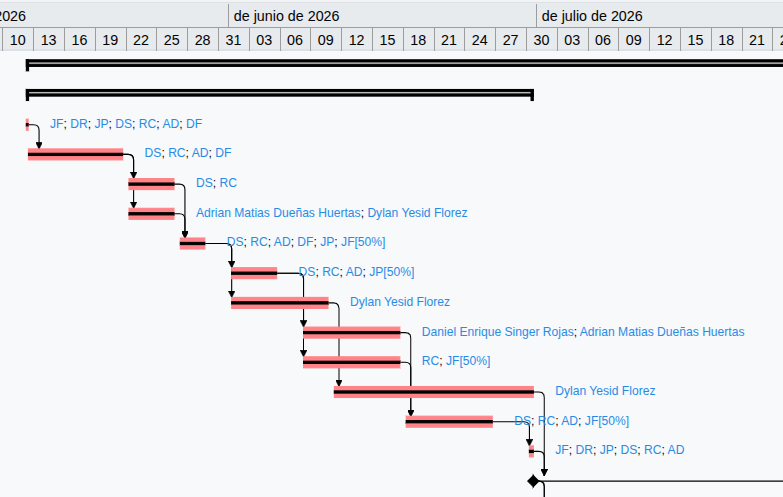 2026 de junio de 2026 de julio de 2026
10 13 16 19 22 25 28 31 03 06 09 12 15 18 21 24 27 30 03 06 09 12 15 18 21
JF; DR; JP; DS; RC; AD; DF
DS; RC; AD; DF
DS; RC
Adrian Matias Dueñas Huertas; Dylan Yesid Florez
DS; RC; AD; DF; JP; JF[50%]
DS; RC; AD; JP[50%]
Dylan Yesid Florez
Daniel Enrique Singer Rojas; Adrian Matias Dueñas Huertas
RC; JF[50%]
Dylan Yesid Florez
DS; RC; AD; JF[50%]
JF; DR; JP; DS; RC; AD